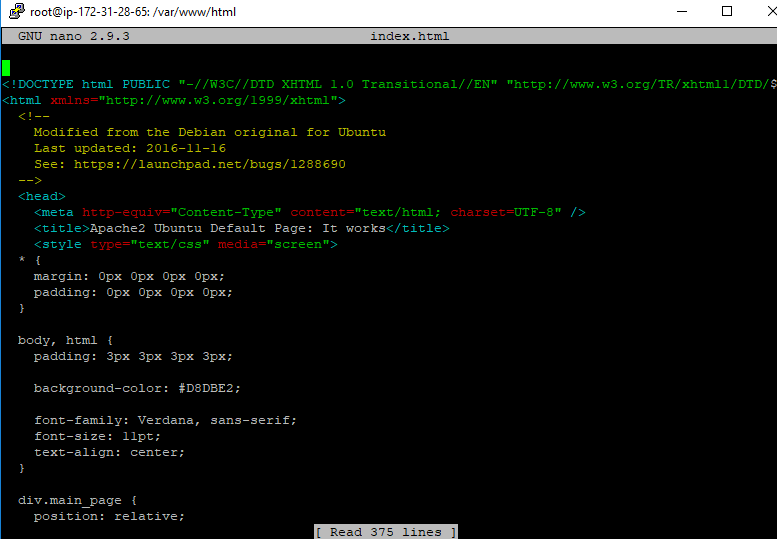 root@ip-172-31-28-65: /var/www/html
GNU nano 2.9.3 index.html
<!DOCTYPE html PUBLIC "-//W3C//DTD XHTML 1.0 Transitional//EN" "http://www.w3.org/TR/xhtml1/DTD/$
<html xmlns="http://www.w3.org/1999/xhtml">
  <!--
    Modified from the Debian original for Ubuntu
    Last updated: 2016-11-16
    See: https://launchpad.net/bugs/1288690
  -->
  <head>
    <meta http-equiv="Content-Type" content="text/html; charset=UTF-8" />
    <title>Apache2 Ubuntu Default Page: It works</title>
    <style type="text/css" media="screen">
  * {
    margin: 0px 0px 0px 0px;
    padding: 0px 0px 0px 0px;
  }
  body, html {
    padding: 3px 3px 3px 3px;
    background-color: #D8DBE2;
    font-family: Verdana, sans-serif;
    font-size: 11pt;
    text-align: center;
  }
  div.main_page {
    position: relative;
[ Read 375 lines ]